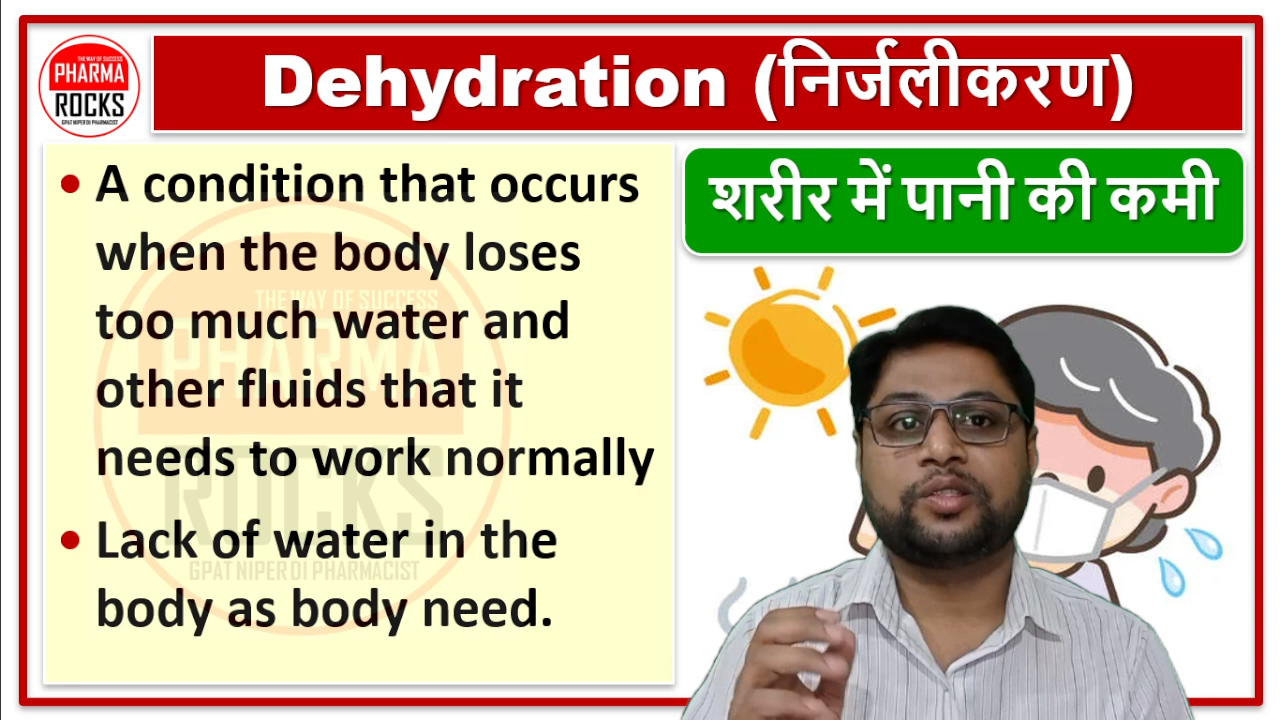 THE WAY OF SUCCESS
PHARMA
ROCKS
GPAT NIPER DI PHARMACIST
Dehydration (निर्जलीकरण)
• A condition that occurs
when the body loses
too much water and
other fluids that it
needs to work normally
• Lack of water in the
body as body need.
THE WAY OF SUCCESS
PHARMA
ROCKS
GPAT NIPER DI PHARMACIST
शरीर में पानी की कमी